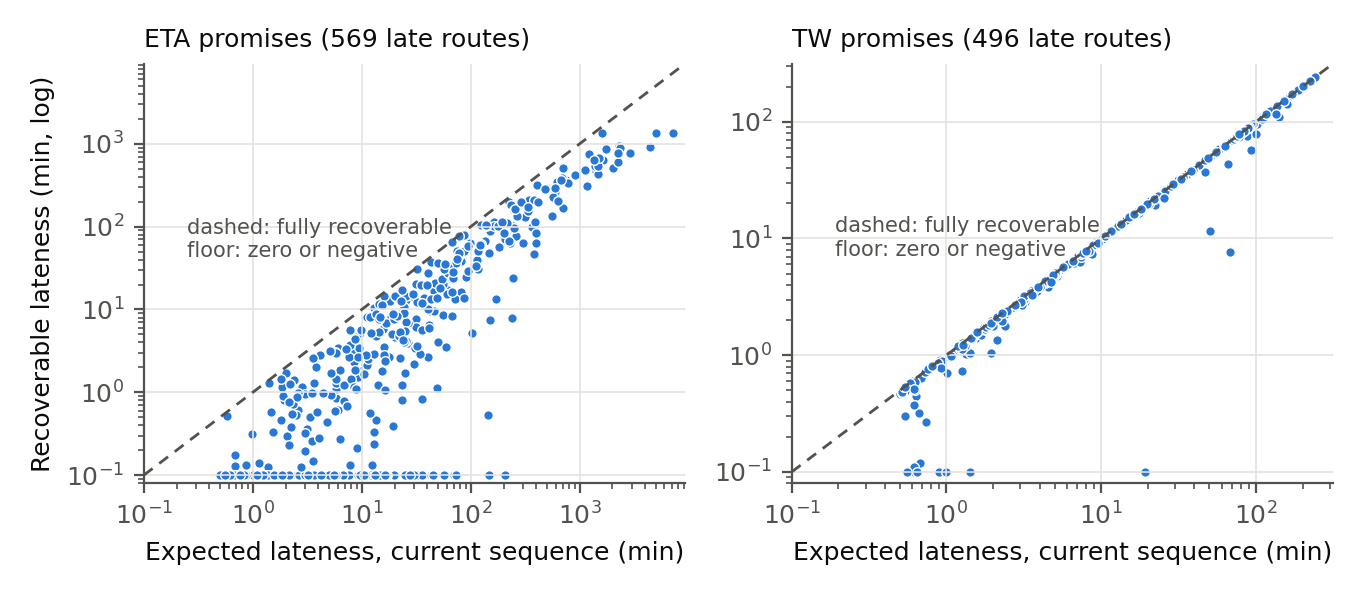 ETA promises (569 late routes)
TW promises (496 late routes)
Recoverable lateness (min, log)
10³
10²
10¹
10⁰
10⁻¹
dashed: fully recoverable
floor: zero or negative
10⁻¹ 10⁰ 10¹ 10² 10³
Expected lateness, current sequence (min)
10²
10¹
10⁰
10⁻¹
dashed: fully recoverable
floor: zero or negative
10⁻¹ 10⁰ 10¹ 10²
Expected lateness, current sequence (min)